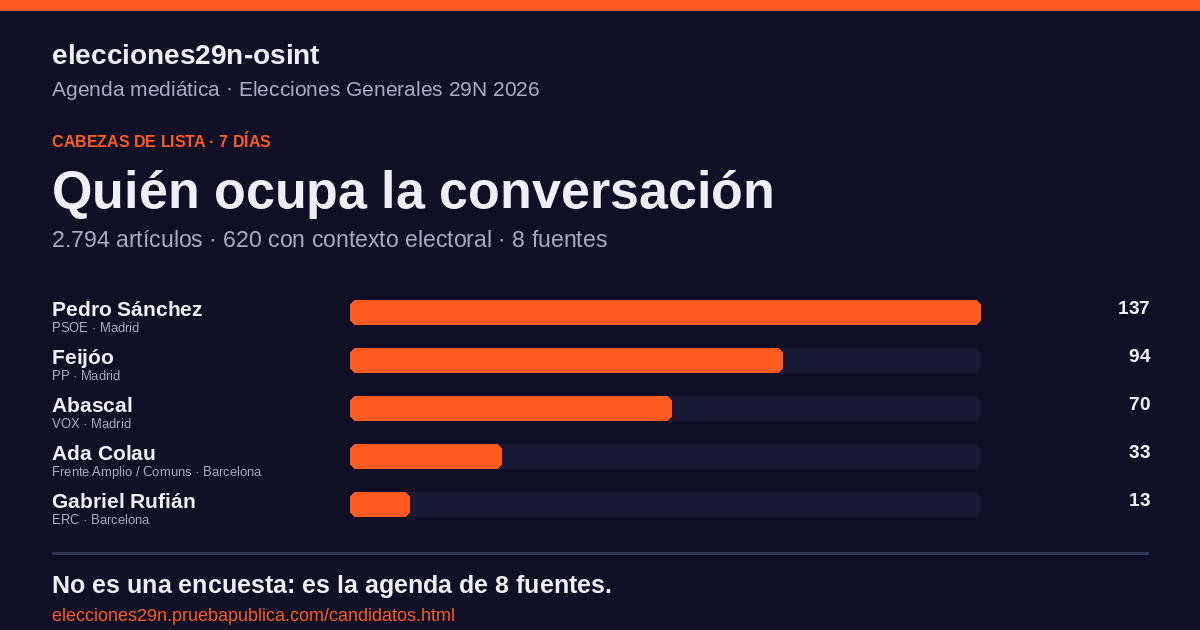 elecciones29n-osint
Agenda mediática · Elecciones Generales 29N 2026
CABEZAS DE LISTA · 7 DÍAS
Quién ocupa la conversación
2.794 artículos · 620 con contexto electoral · 8 fuentes
Pedro Sánchez 137
PSOE · Madrid
Feijóo 94
PP · Madrid
Abascal 70
VOX · Madrid
Ada Colau 33
Frente Amplio / Comuns · Barcelona
Gabriel Rufián 13
ERC · Barcelona
No es una encuesta: es la agenda de 8 fuentes.
elecciones29n.pruebapublica.com/candidatos.html